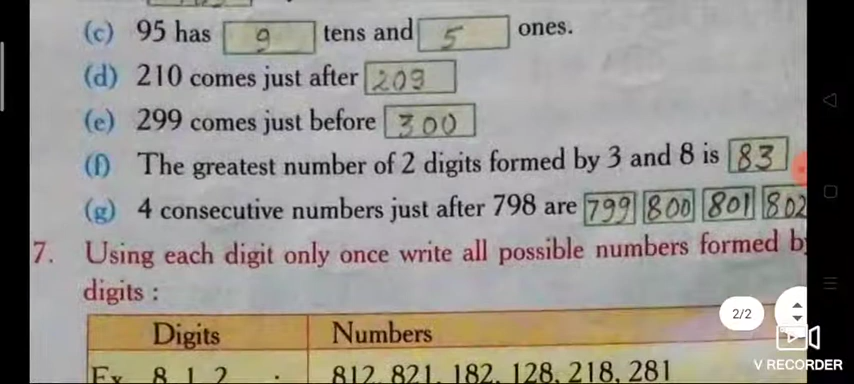 (c) 95 has 9 tens and 5 ones.
(d) 210 comes just after 209
(e) 299 comes just before 300
(f) The greatest number of 2 digits formed by 3 and 8 is 83
(g) 4 consecutive numbers just after 798 are 799 800 801 802
7. Using each digit only once write all possible numbers formed b
digits :
2/2
Digits Numbers
V RECORDER
Ex 8 1 2 . 812, 821, 182, 128, 218, 281